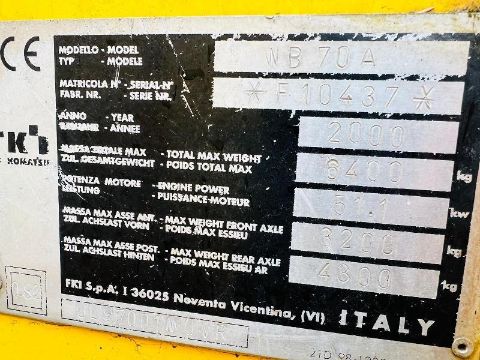 CE
MODELLO - MODEL WB 70A
TYP - MODELE
MATRICOLA N° - SERIAL-N° *F10437*
FABR. NR. - SERIE NR.
ANNO - YEAR 2000
- ANNEE
MASSA TOTALE MAX - TOTAL MAX WEIGHT 6400 kg
ZUL. GESAMTGEWICHT - POIDS TOTAL MAX
POTENZA MOTORE - ENGINE POWER 51.1 kw
LEISTUNG - PUISSANCE-MOTEUR
MASSA MAX ASSE ANT. - MAX WEIGHT FRONT AXLE 3200 kg
ZUL. ACHSLAST VORN - POIDS MAX ESSIEU
MASSA MAX ASSE POST. - MAX WEIGHT REAR AXLE 4300 kg
ZUL. ACHSLAST HINTEN - POIDS MAX ESSIEU AR
KOMATSU
FKI S.p.A. I 36025 Noventa Vicentina, (VI) ITALY